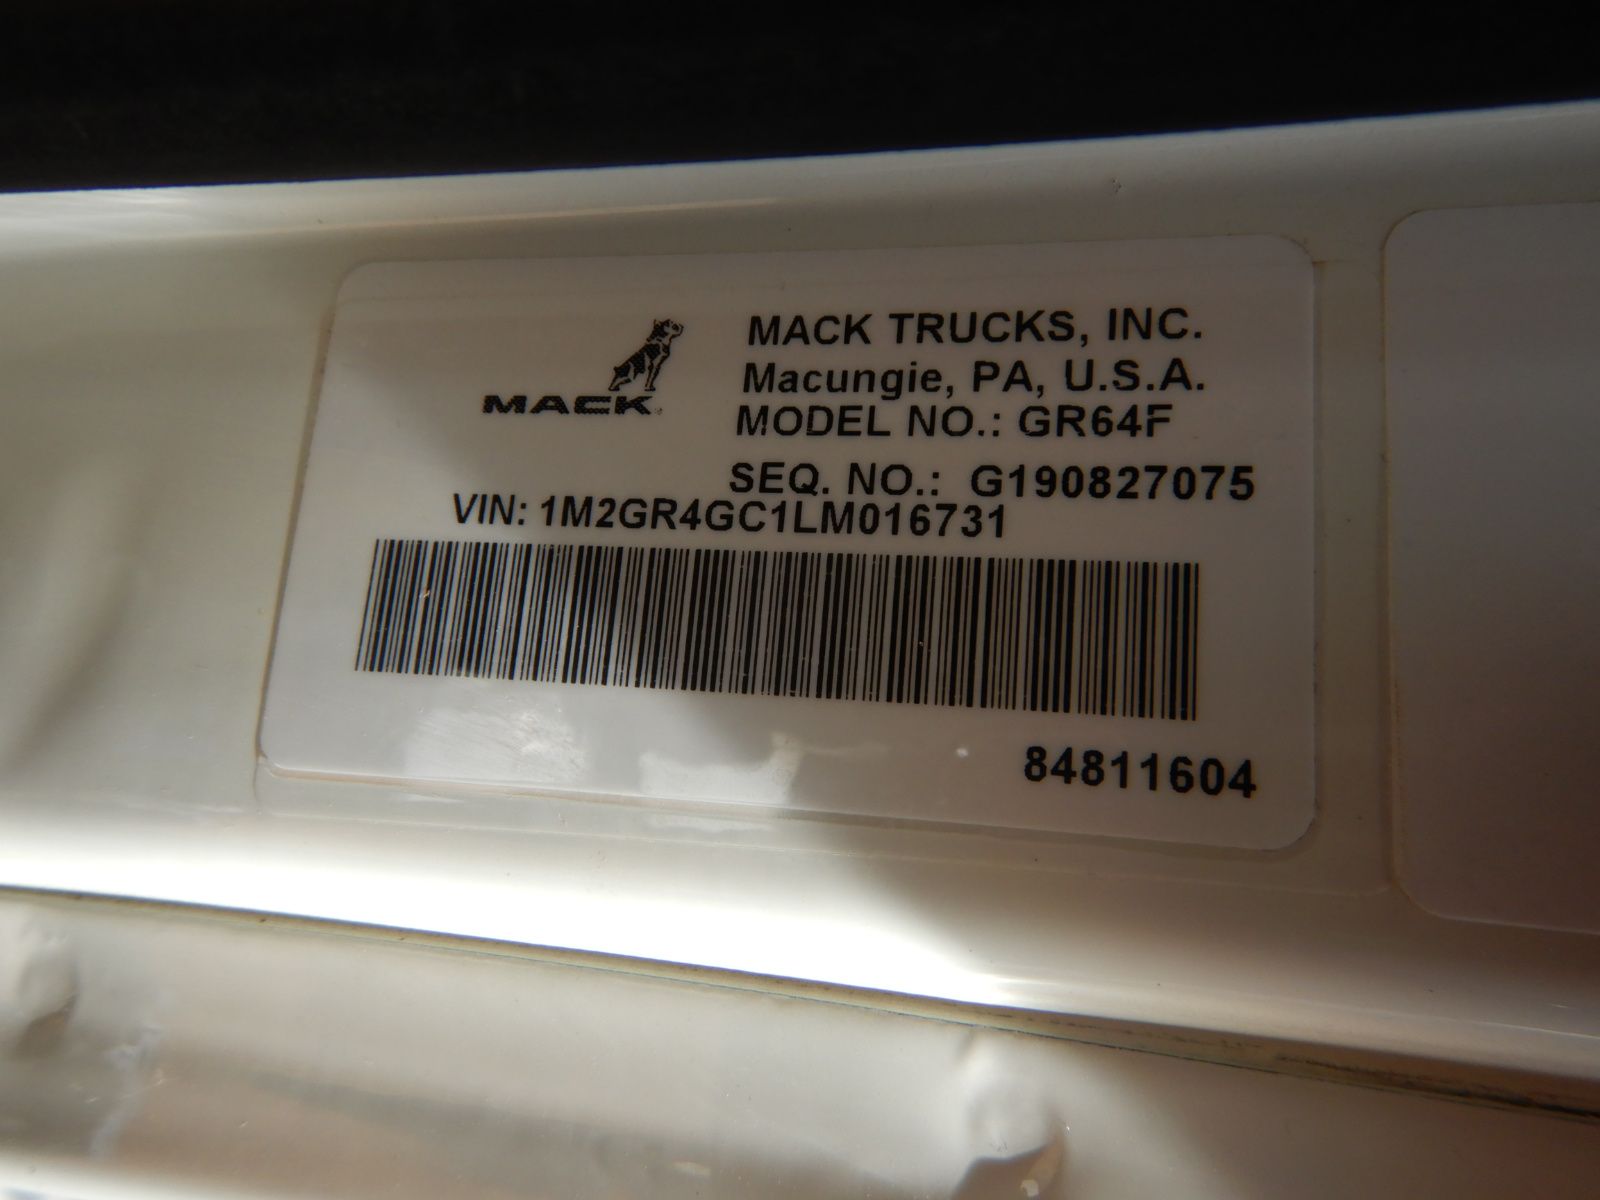 MACK
MACK TRUCKS, INC.
Macungie, PA, U.S.A.
MODEL NO.: GR64F
SEQ. NO.: G190827075
VIN: 1M2GR4GC1LM016731
84811604